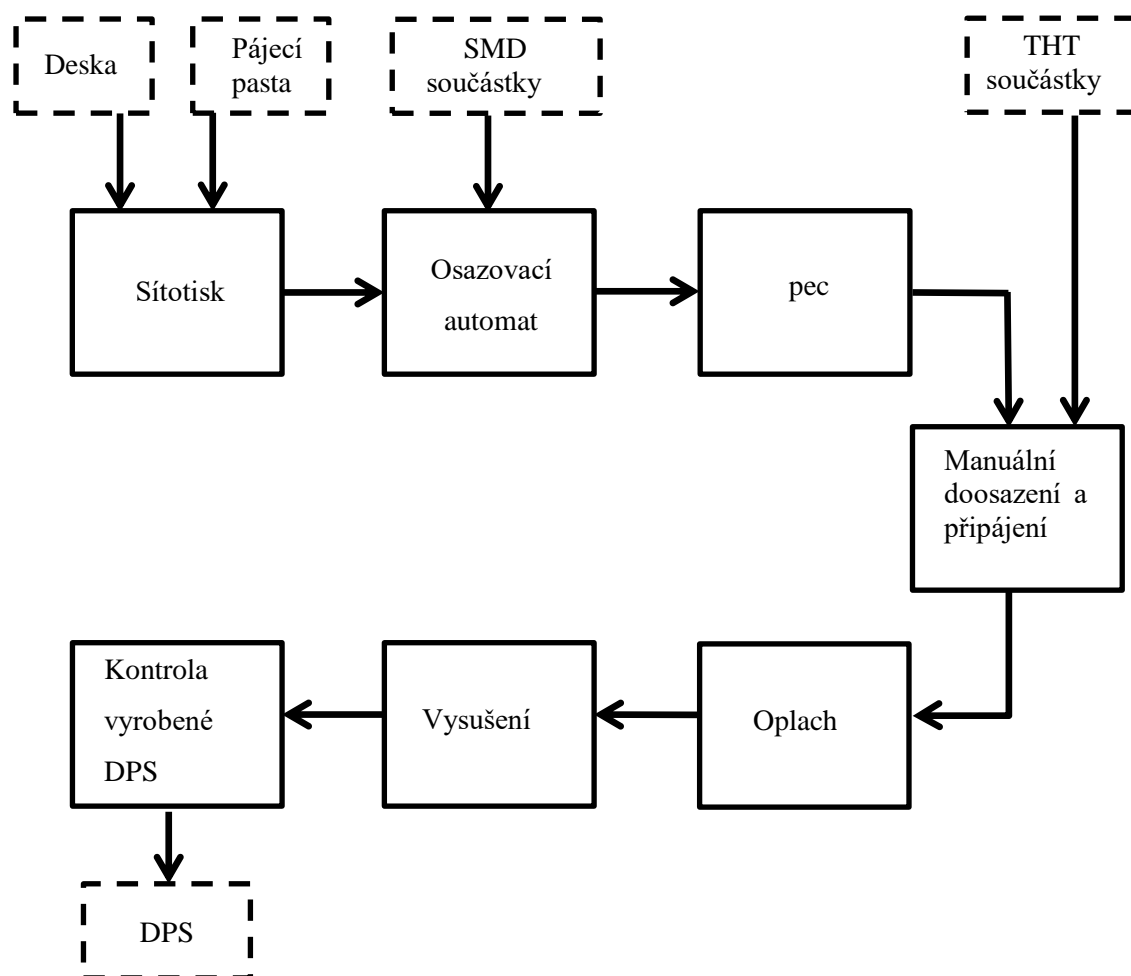 Deska
Pájecí
pasta
SMD
součástky
THT
součástky
Sítotisk
Osazovací
automat
pec
Manuální
doosazení a
připájení
Kontrola
vyrobené
DPS
Vysušení
Oplach
DPS